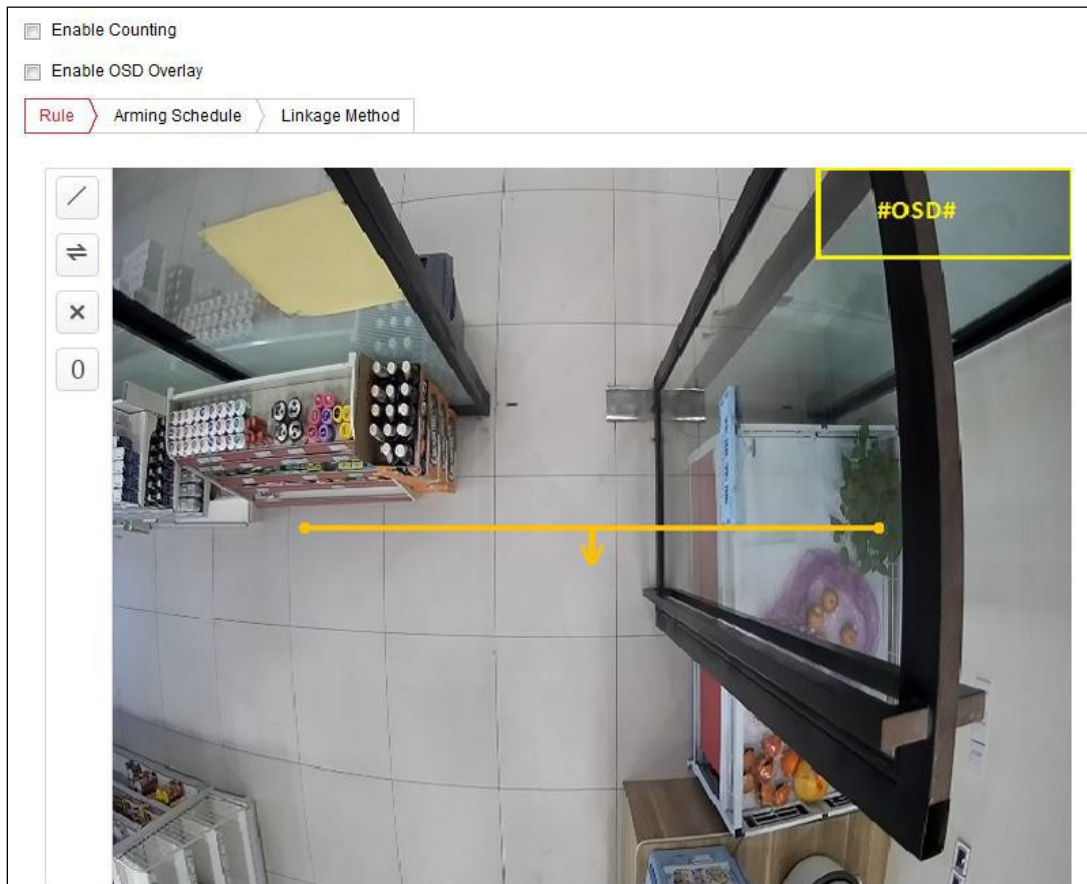 Enable Counting
Enable OSD Overlay
Rule
Arming Schedule
Linkage Method
0
#OSD#